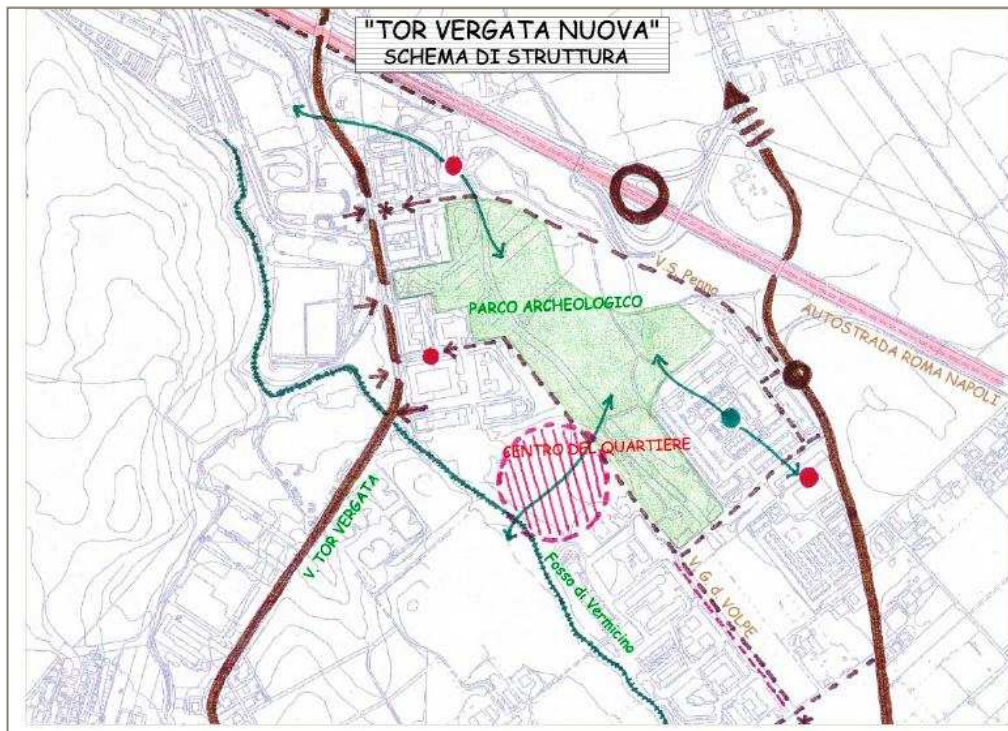 "TOR VERGATA NUOVA"
SCHEMA DI STRUTTURA
V. S. Penna
PARCO ARCHEOLOGICO
AUTOSTRADA ROMA NAPOLI
CENTRO DEL QUARTIERE
V. TOR VERGATA
Fosso di Vermicino
V. G. d. VOLPE